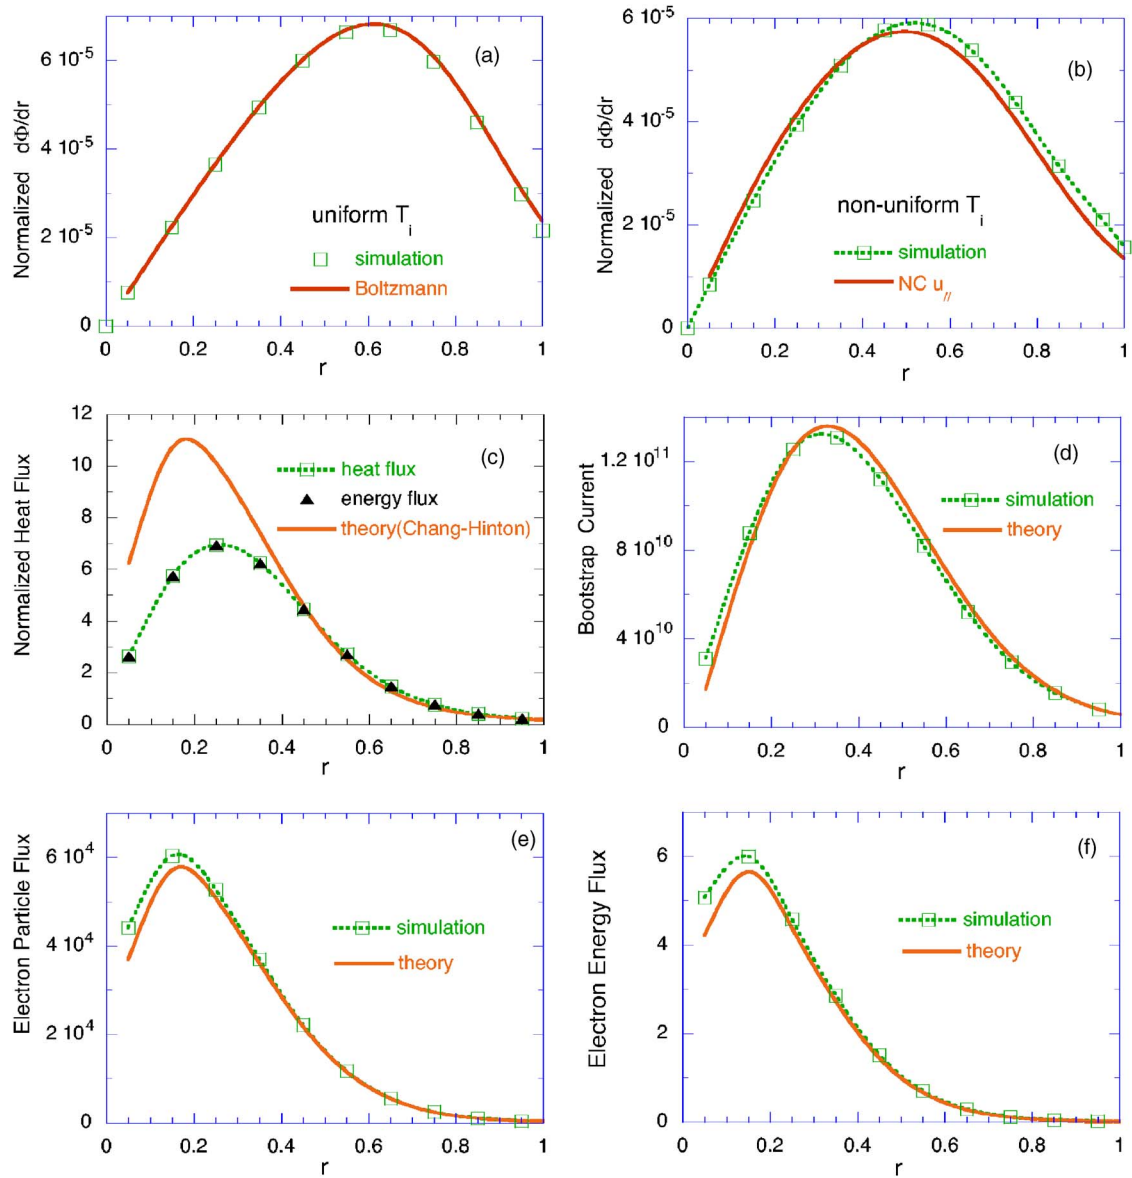 Normalized dΦ/dr
6 10⁻⁵
4 10⁻⁵
2 10⁻⁵
0
(a)
uniform Tᵢ
simulation
Boltzmann
0 0.2 0.4 0.6 0.8 1
r
Normalized dΦ/dr
6 10⁻⁵
4 10⁻⁵
2 10⁻⁵
0
(b)
non-uniform Tᵢ
simulation
NC u//
0 0.2 0.4 0.6 0.8 1
r
Normalized Heat Flux
12
10
8
6
4
2
0
(c)
heat flux
energy flux
theory(Chang-Hinton)
0 0.2 0.4 0.6 0.8 1
r
Bootstrap Current
1.2 10¹¹
8 10¹⁰
4 10¹⁰
0
(d)
simulation
theory
0 0.2 0.4 0.6 0.8 1
r
Electron Particle Flux
6 10⁴
4 10⁴
2 10⁴
0
(e)
simulation
theory
0 0.2 0.4 0.6 0.8 1
r
Electron Energy Flux
6
4
2
0
(f)
simulation
theory
0 0.2 0.4 0.6 0.8 1
r